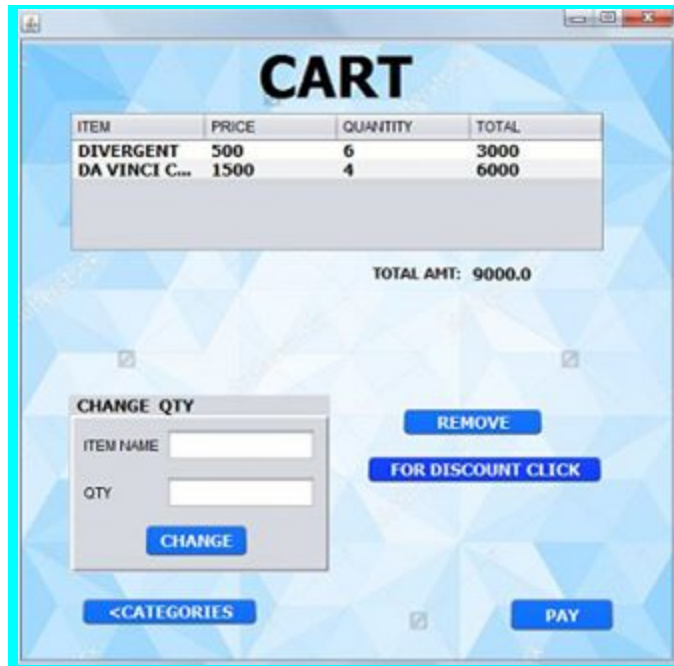 CART
ITEM PRICE QUANTITY TOTAL
DIVERGENT 500 6 3000
DA VINCI C... 1500 4 6000
TOTAL AMT: 9000.0
CHANGE QTY
ITEM NAME
REMOVE
FOR DISCOUNT CLICK
QTY
CHANGE
<CATEGORIES
PAY